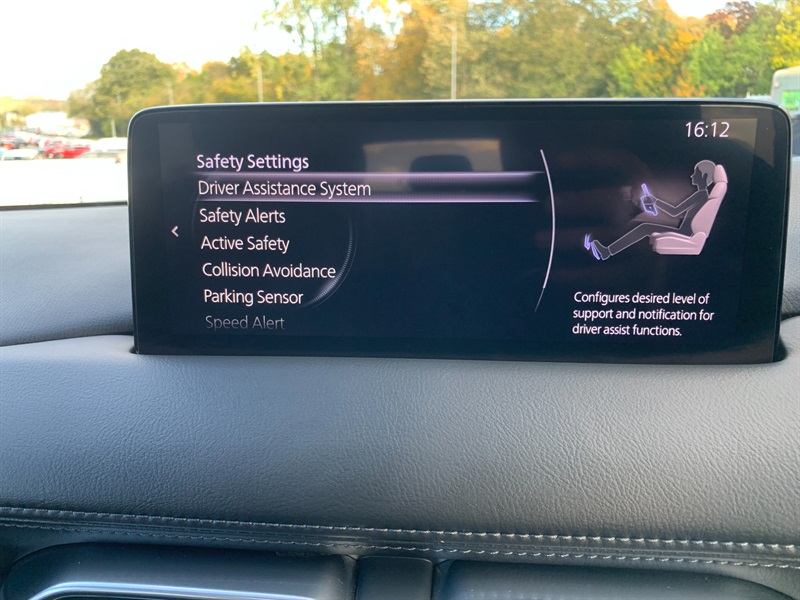 16:12
Safety Settings
Driver Assistance System
Safety Alerts
Active Safety
Collision Avoidance
Parking Sensor
Speed Alert
Configures desired level of
support and notification for
driver assist functions.